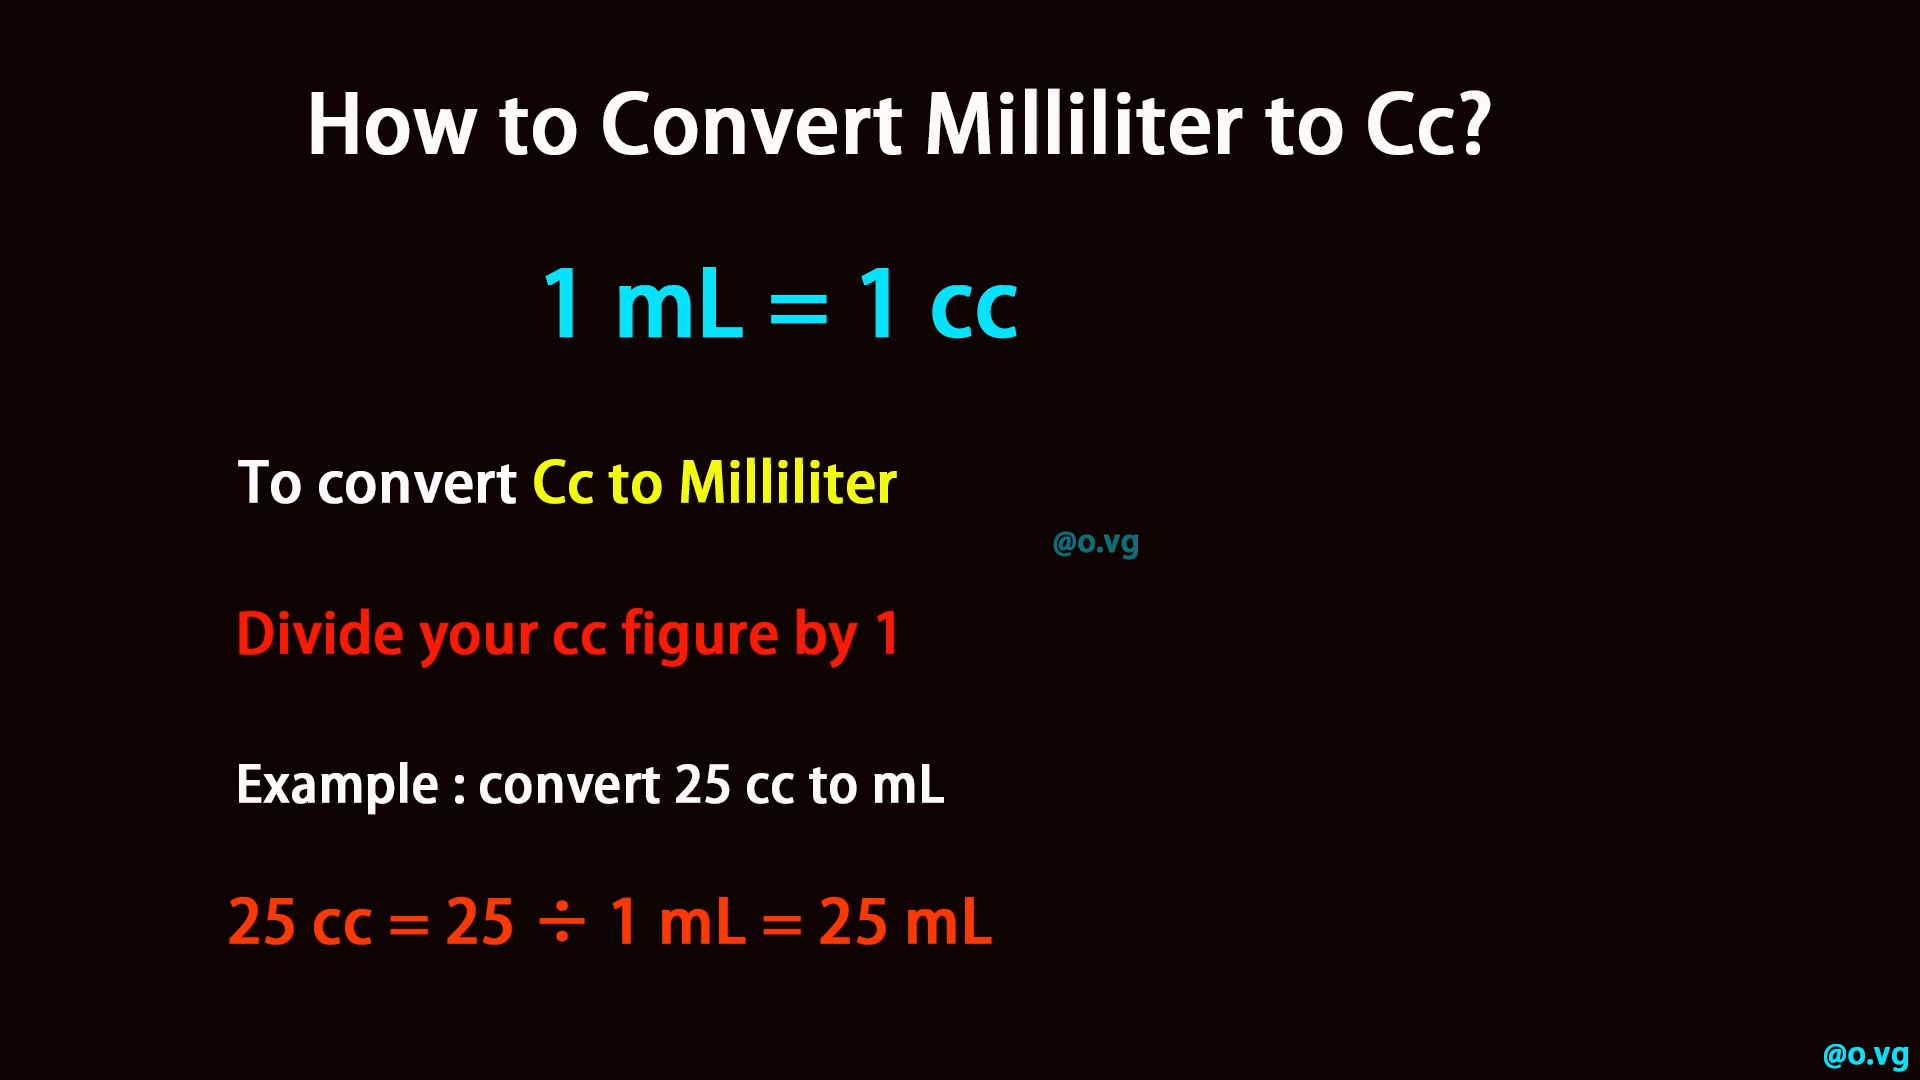 How to Convert Milliliter to Cc?
1 mL = 1 cc
To convert Cc to Milliliter
@o.vg
Divide your cc figure by 1
Example : convert 25 cc to mL
25 cc = 25 ÷ 1 mL = 25 mL
@o.vg